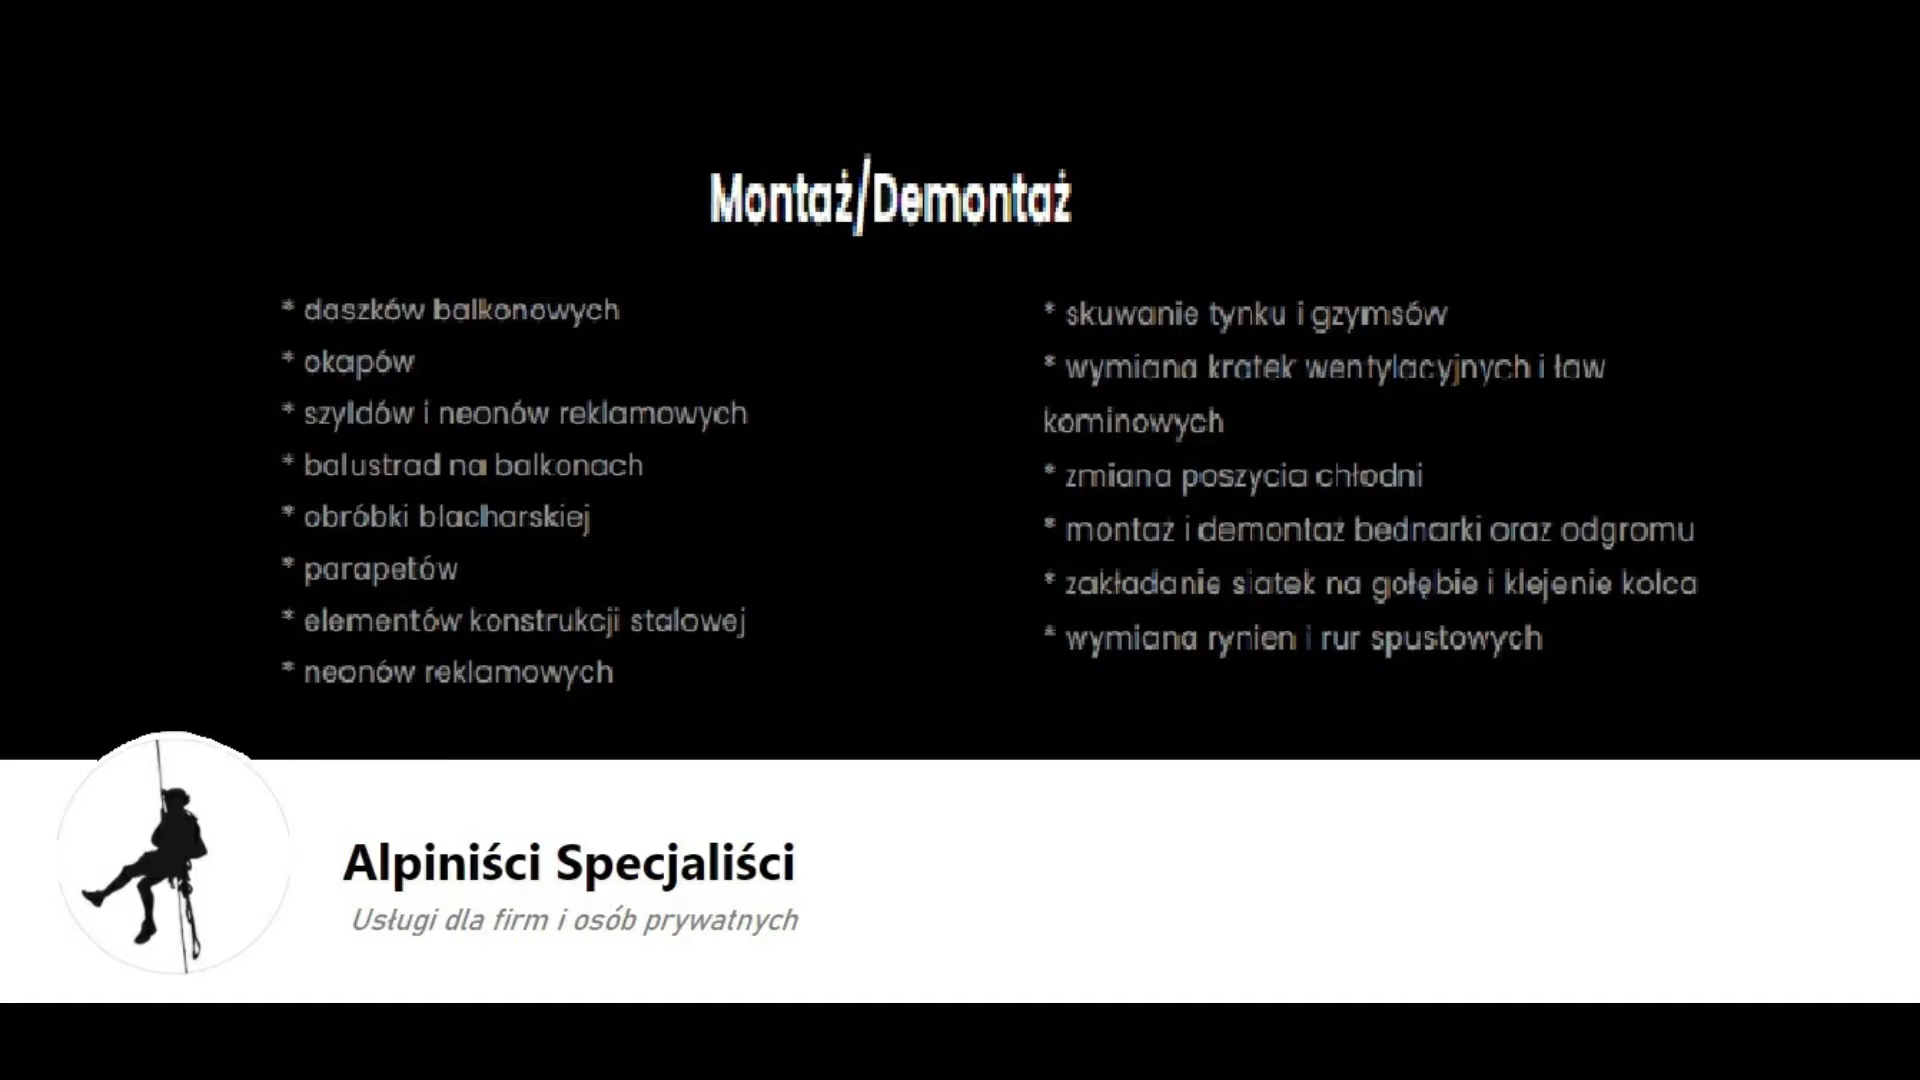 Montaż/Demontaż
* daszków balkonowych
* okapów
* szyldów i neonów reklamowych
* balustrad na balkonach
* obróbki blacharskiej
* parapetów
* elementów konstrukcji stalowej
* neonów reklamowych
* skuwanie tynku i gzymsów
* wymiana kratek wentylacyjnych i ław
kominowych
* zmiana poszycia chłodni
* montaż i demontaż bednarki oraz odgromu
* zakładanie siatek na gołębie i klejenie kolca
* wymiana rynien i rur spustowych
Alpiniści Specjaliści
Usługi dla firm i osób prywatnych